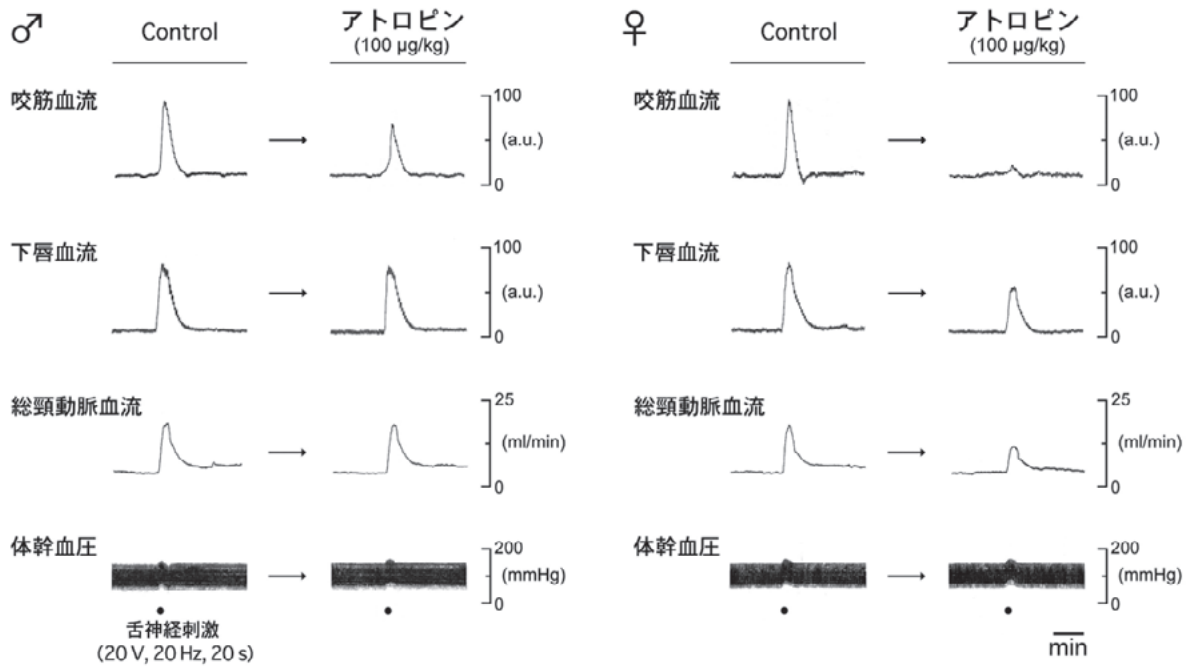 ♂
Control
アトロピン
(100 µg/kg)
♀
Control
アトロピン
(100 µg/kg)
咬筋血流
100
(a.u.)
0
咬筋血流
100
(a.u.)
0
下唇血流
100
(a.u.)
0
下唇血流
100
(a.u.)
0
総頸動脈血流
25
(ml/min)
0
総頸動脈血流
25
(ml/min)
0
体幹血圧
200
(mmHg)
0
体幹血圧
200
(mmHg)
0
舌神経刺激
(20 V, 20 Hz, 20 s)
min